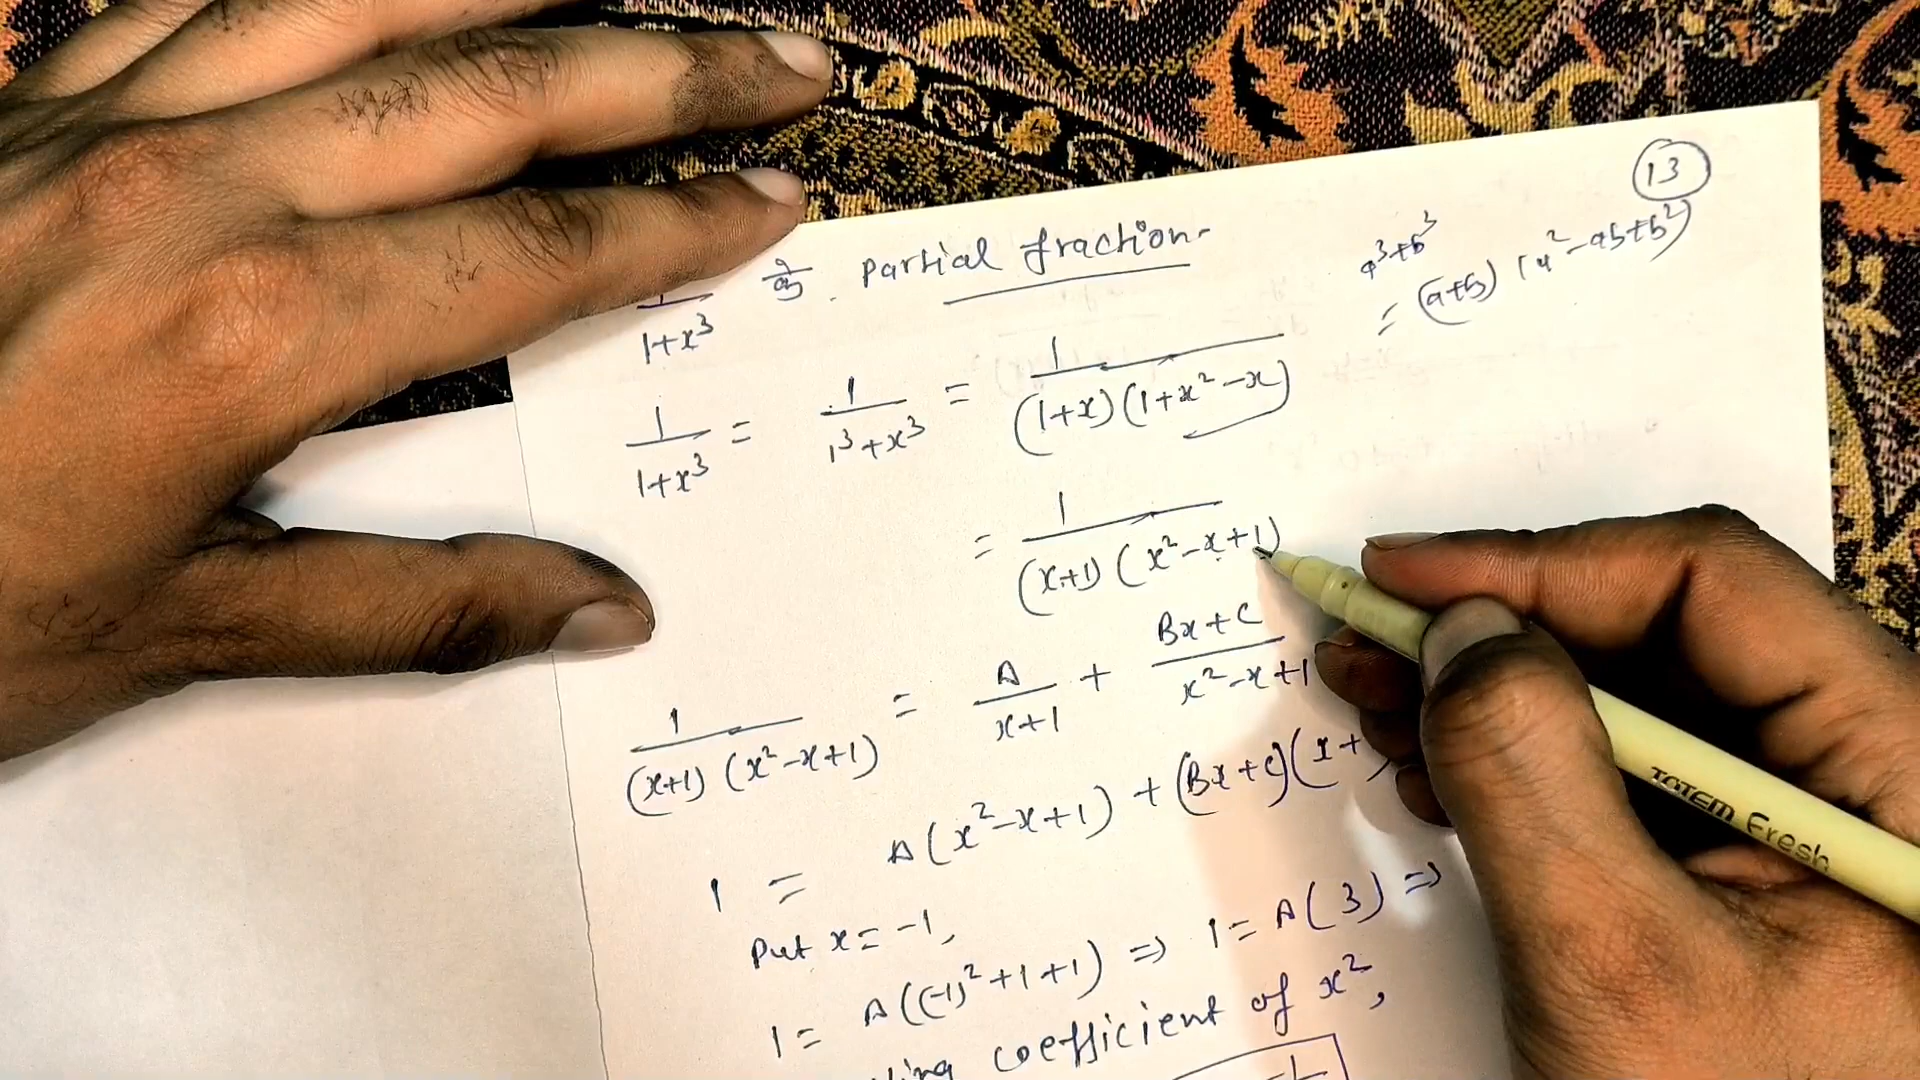 13
1/(1+x³) के partial fraction-
a³+b³
= (a+b) (a²-ab+b²)
1/(1+x³) = 1/(1³+x³) = 1/((1+x)(1+x²-x))
= 1/((x+1)(x²-x+1))
1/((x+1)(x²-x+1)) = A/(x+1) + (Bx+C)/(x²-x+1)
1 = A(x²-x+1) + (Bx+C)(x+
Put x=-1,
1= A((-1)²+1+1) ⇒ 1=A(3) ⇒
coefficient of x²,
TOTEM Fresh